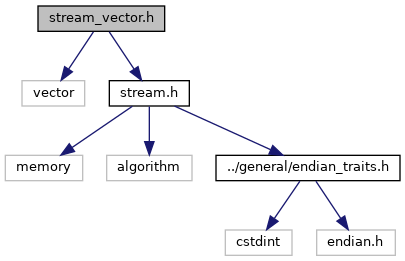 stream_vector.h
vector
stream.h
memory
algorithm
../general/endian_traits.h
cstdint
endian.h